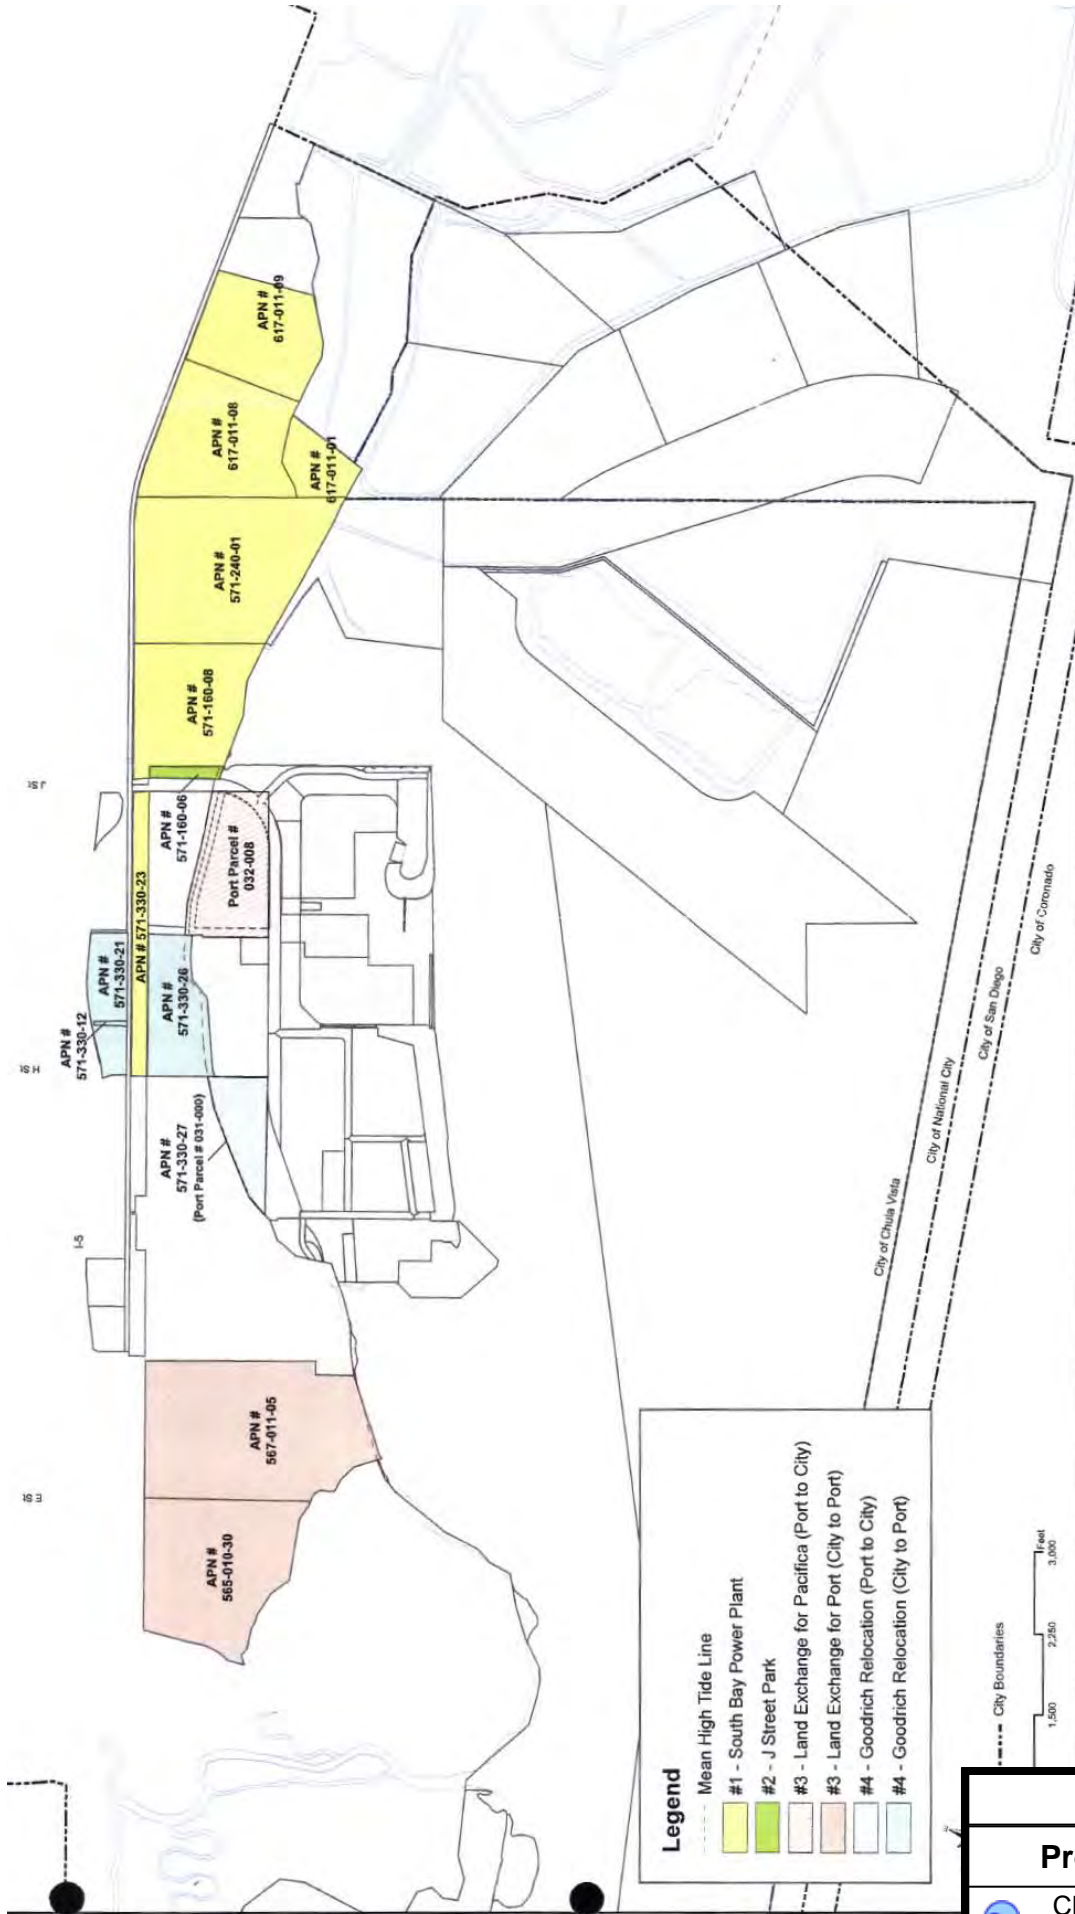 J St
H St
I-5
E St
APN #
617-011-09
APN #
617-011-08
APN #
617-011-01
APN #
571-240-01
APN #
571-160-08
APN #
571-160-06
Port Parcel #
032-008
APN # 571-330-23
APN #
571-330-21
APN #
571-330-26
APN #
571-330-12
APN #
571-330-27
(Port Parcel # 031-000)
APN #
567-011-05
APN #
565-010-30
City of Chula Vista
City of National City
City of San Diego
City of Coronado
Legend
Mean High Tide Line
#1 - South Bay Power Plant
#2 - J Street Park
#3 - Land Exchange for Pacifica (Port to City)
#3 - Land Exchange for Port (City to Port)
#4 - Goodrich Relocation (Port to City)
#4 - Goodrich Relocation (City to Port)
City Boundaries
1,500
2,250
3,000
Feet